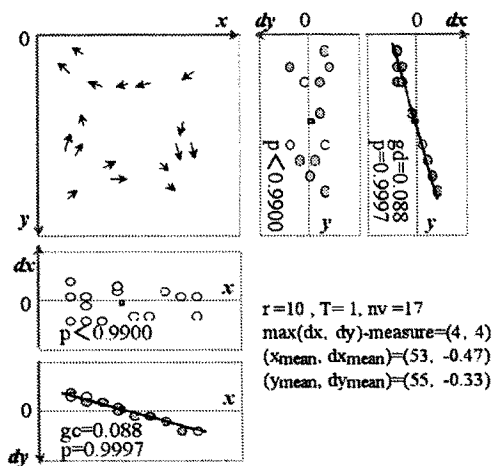 x dy 0 dx
0 0
p<0.9900
gd=0.088
p=0.9997
y y y
dx
x
0
p<0.9900
x
0
gc=0.088
p=0.9997
dy
r=10 , T= 1, nv=17
max(dx, dy)-measure=(4, 4)
(xmean, dxmean)=(53, -0.47)
(ymean, dymean)=(55, -0.33)